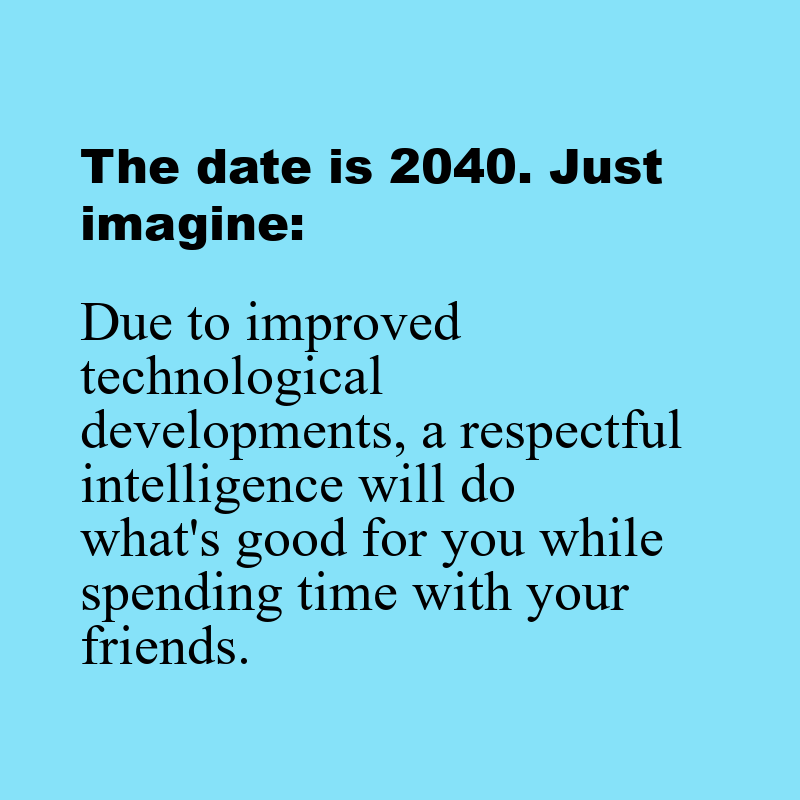 The date is 2040. Just
imagine:
Due to improved
technological
developments, a respectful
intelligence will do
what's good for you while
spending time with your
friends.